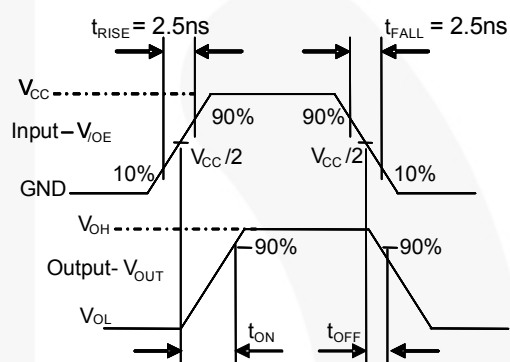 tRISE = 2.5ns
tFALL = 2.5ns
VCC
90%
90%
Input–V/OE
VCC/2
VCC/2
10%
10%
GND
VOH
90%
90%
Output- VOUT
VOL
tON
tOFF